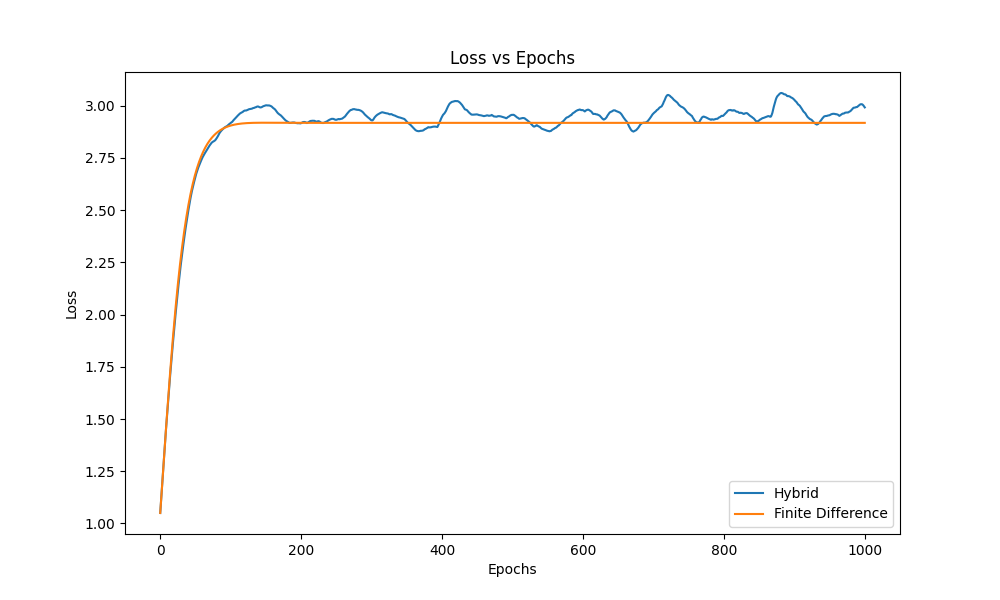 Loss vs Epochs
3.00
2.75
2.50
2.25
2.00
1.75
1.50
1.25
1.00
Loss
0 200 400 600 800 1000
Epochs
Hybrid
Finite Difference